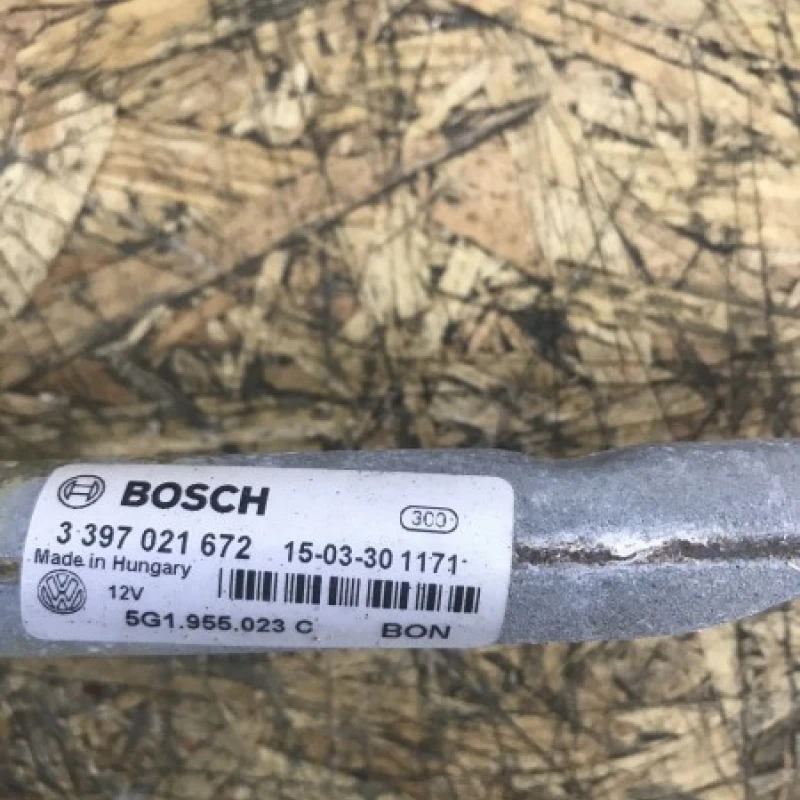 BOSCH
300
3 397 021 672 15-03-30 1171
Made in Hungary
12V
5G1.955.023 C BON